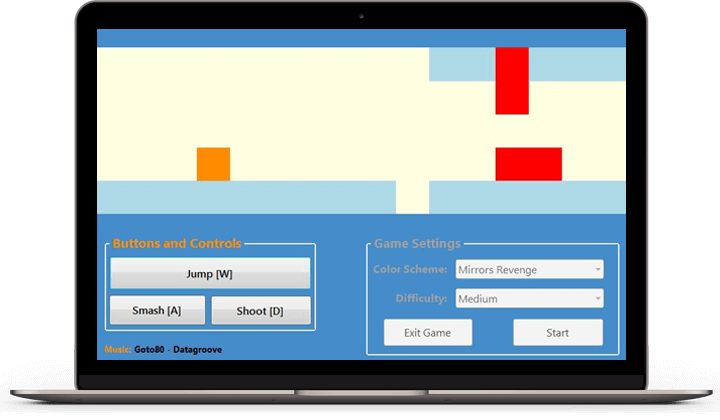 Buttons and Controls
Jump [W]
Smash [A]
Shoot [D]
Music: Goto80 - Datagroove
Game Settings
Color Scheme: Mirrors Revenge
Difficulty: Medium
Exit Game
Start